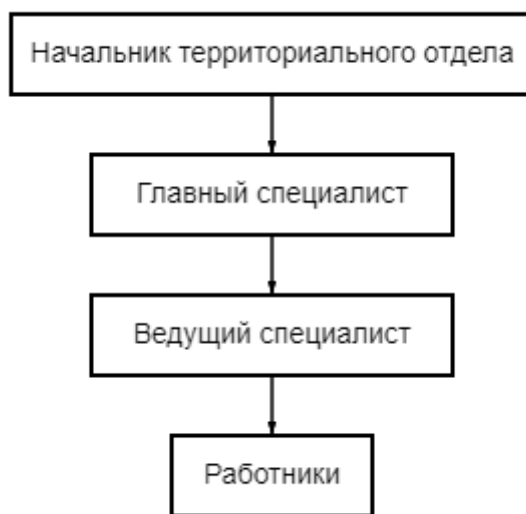 Начальник территориального отдела
Главный специалист
Ведущий специалист
Работники